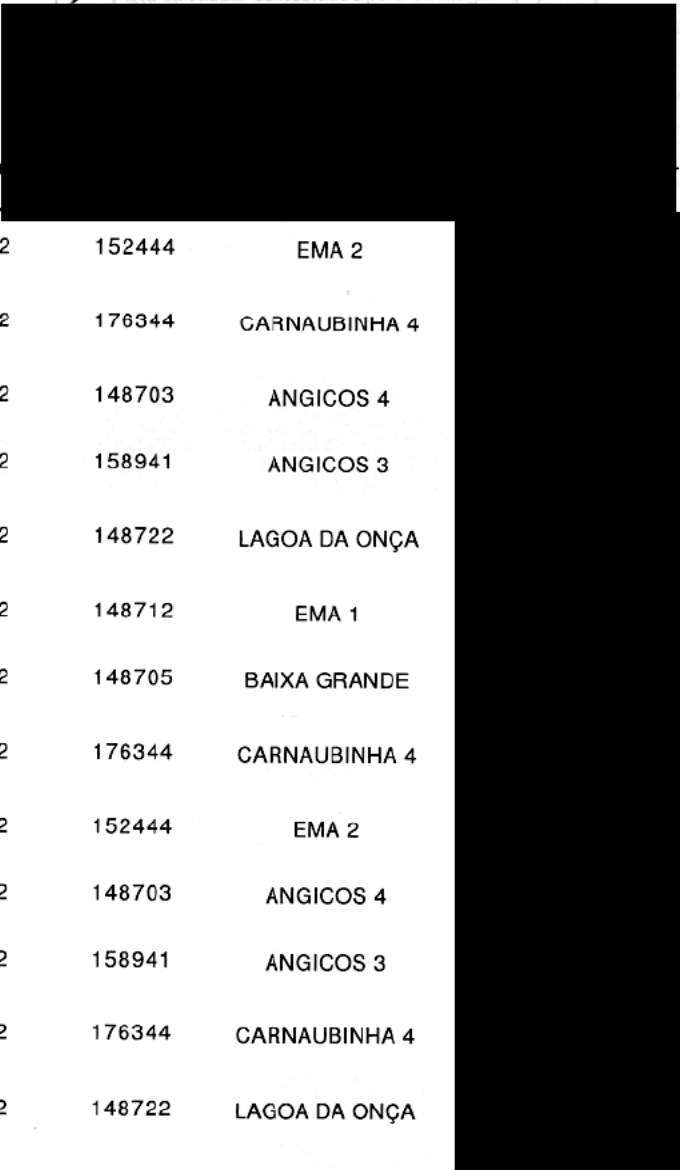 2 152444 EMA 2
2 176344 CARNAUBINHA 4
2 148703 ANGICOS 4
2 158941 ANGICOS 3
2 148722 LAGOA DA ONÇA
2 148712 EMA 1
2 148705 BAIXA GRANDE
2 176344 CARNAUBINHA 4
2 152444 EMA 2
2 148703 ANGICOS 4
2 158941 ANGICOS 3
2 176344 CARNAUBINHA 4
2 148722 LAGOA DA ONÇA